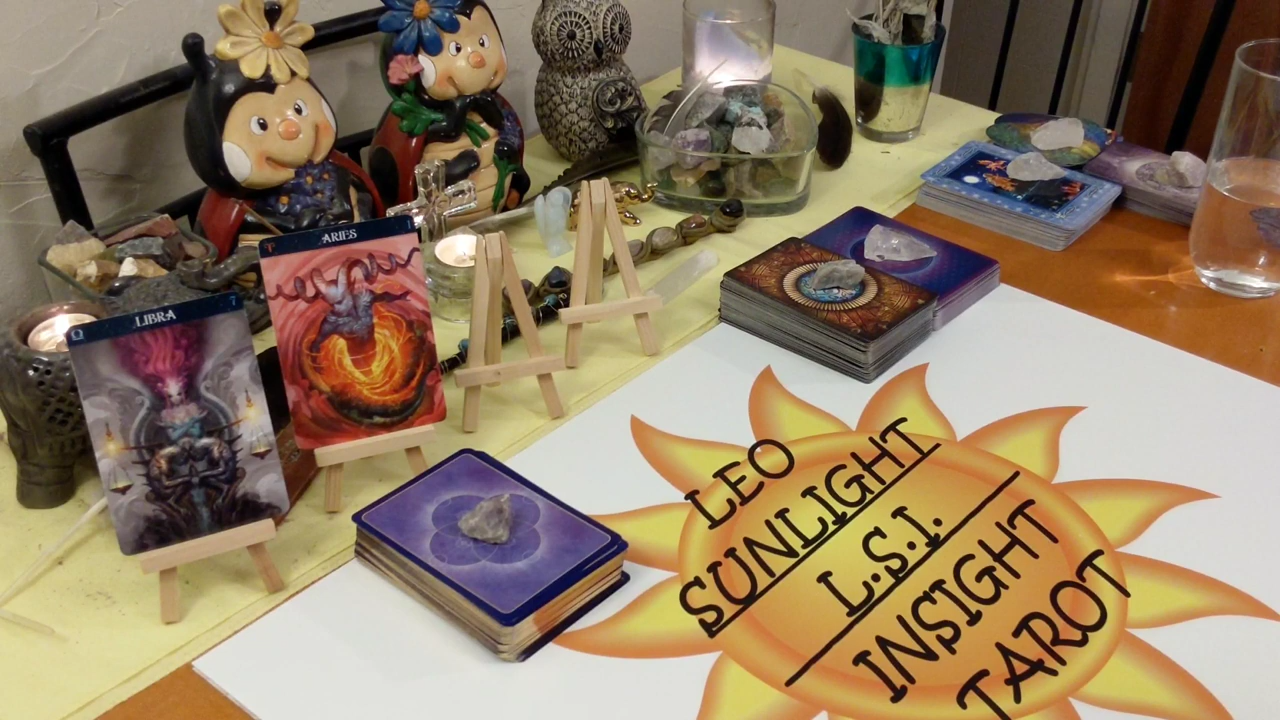 LIBRA
ARIES
LEO
SUNLIGHT
L.S.I.
INSIGHT
TAROT